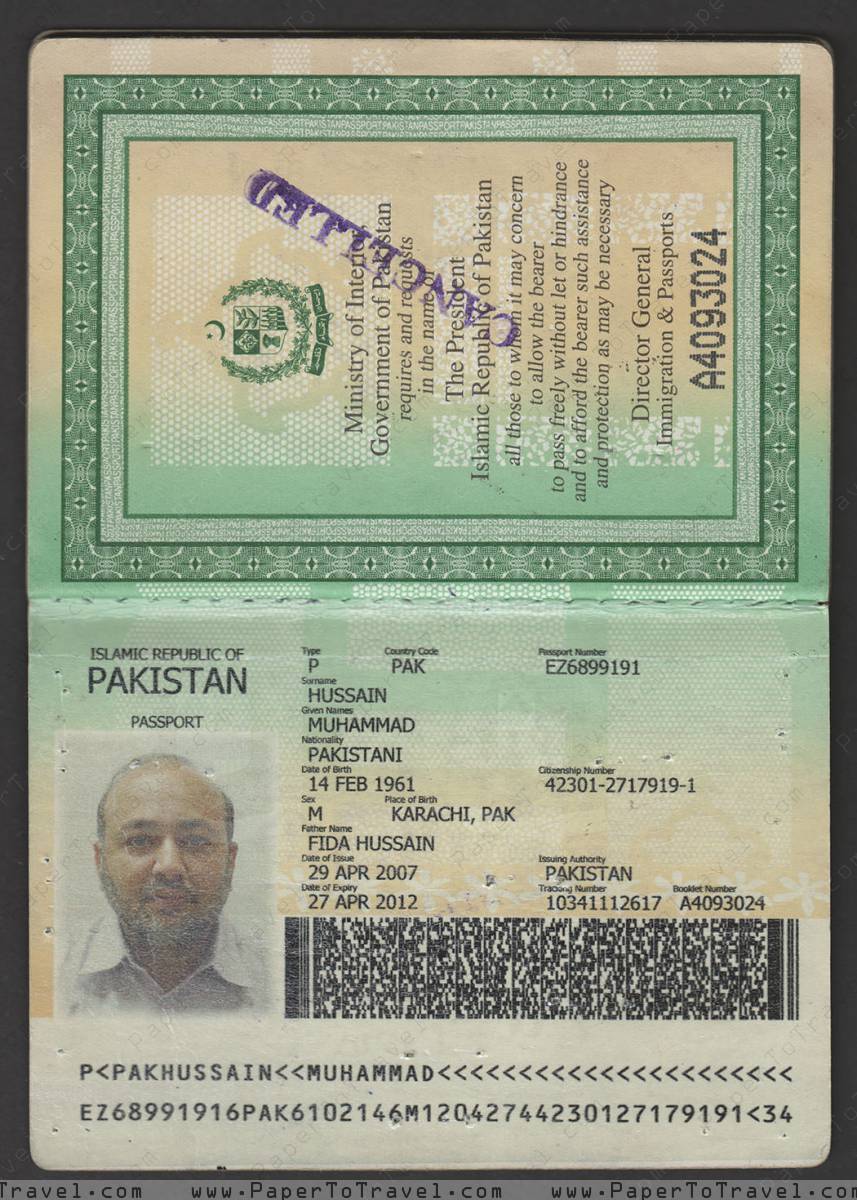 CANCELLED
Ministry of Interior
Government of Pakistan
requires and requests
in the name of
The President
Islamic Republic of Pakistan
all those to whom it may concern
to allow the bearer
to pass freely without let or hindrance
and to afford the bearer such assistance
and protection as may be necessary
Director General
Immigration & Passports
A4093024
ISLAMIC REPUBLIC OF
PAKISTAN
PASSPORT
Type Country Code Passport Number
P PAK EZ6899191
Surname
HUSSAIN
Given Names
MUHAMMAD
Nationality
PAKISTANI
Date of Birth Citizenship Number
14 FEB 1961 42301-2717919-1
Sex Place of Birth
M KARACHI, PAK
Father Name
FIDA HUSSAIN
Date of Issue Issuing Authority
29 APR 2007 PAKISTAN
Date of Expiry Tracking Number Booklet Number
27 APR 2012 10341112617 A4093024
P<PAKHUSSAIN<<MUHAMMAD<<<<<<<<<<<<<<<<<<<<<<
EZ68991916PAK6102146M12042744230127179191<34
Travel.com www.PaperToTravel.com www.PaperToTravel.com